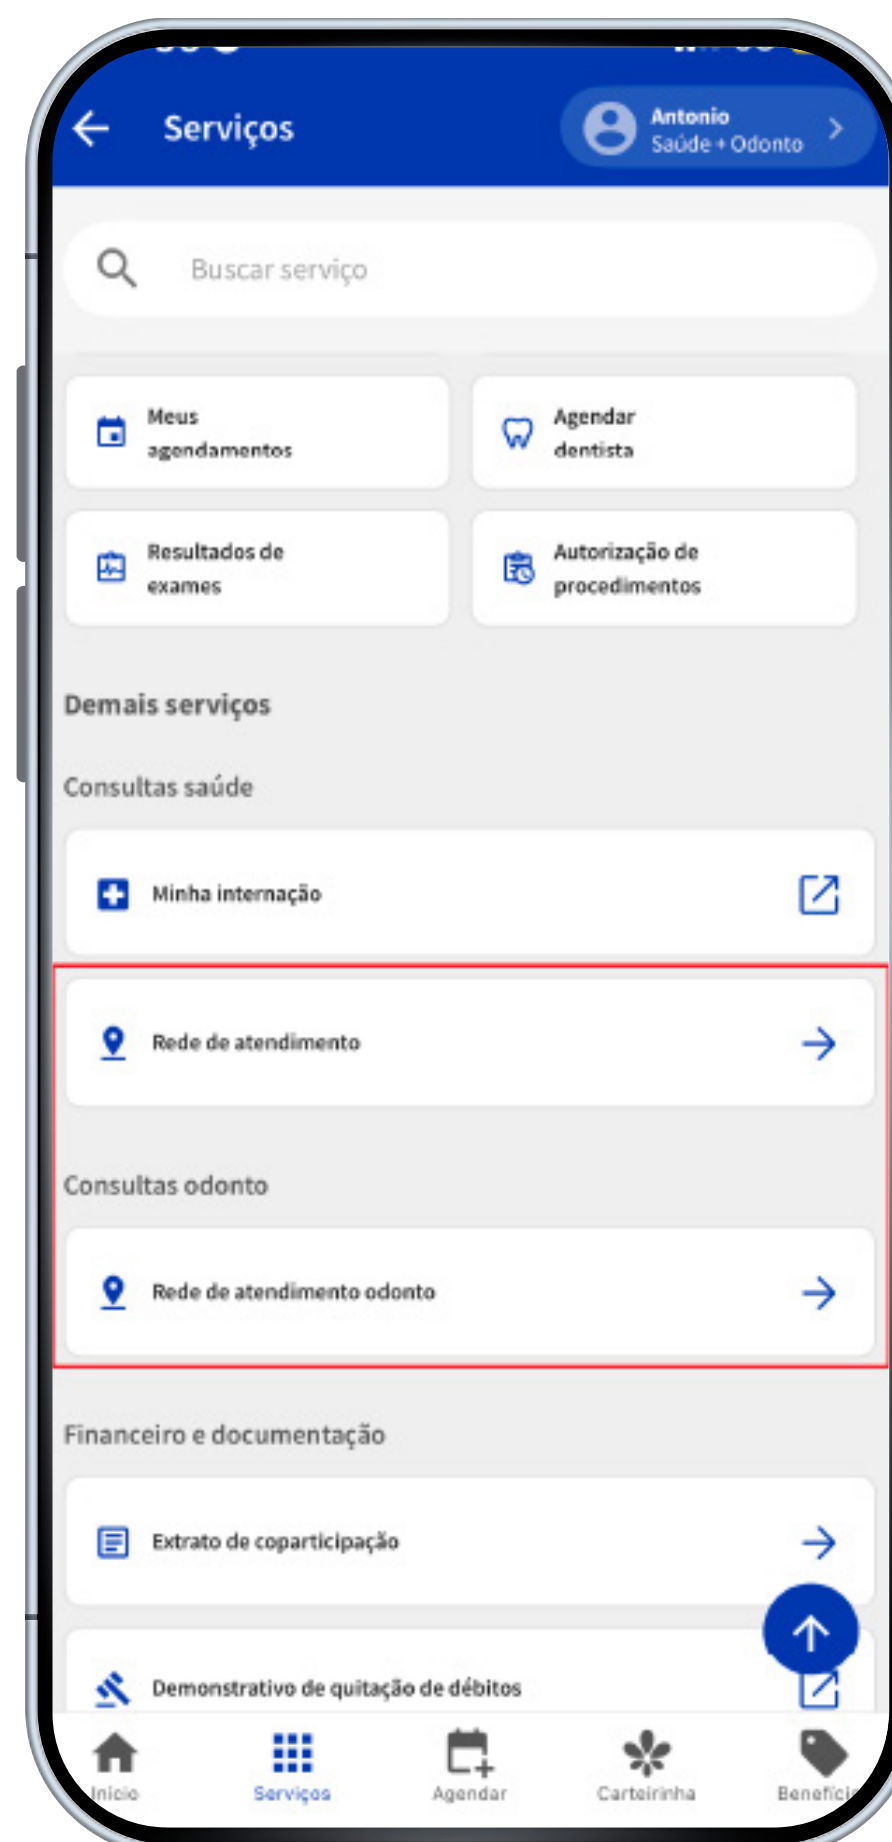 Serviços
Antonio
Saúde + Odonto
Buscar serviço
Meus
agendamentos
Agendar
dentista
Resultados de
exames
Autorização de
procedimentos
Demais serviços
Consultas saúde
Minha internação
Rede de atendimento
Consultas odonto
Rede de atendimento odonto
Financeiro e documentação
Extrato de coparticipação
Demonstrativo de quitação de débitos
Início
Serviços
Agendar
Carteirinha